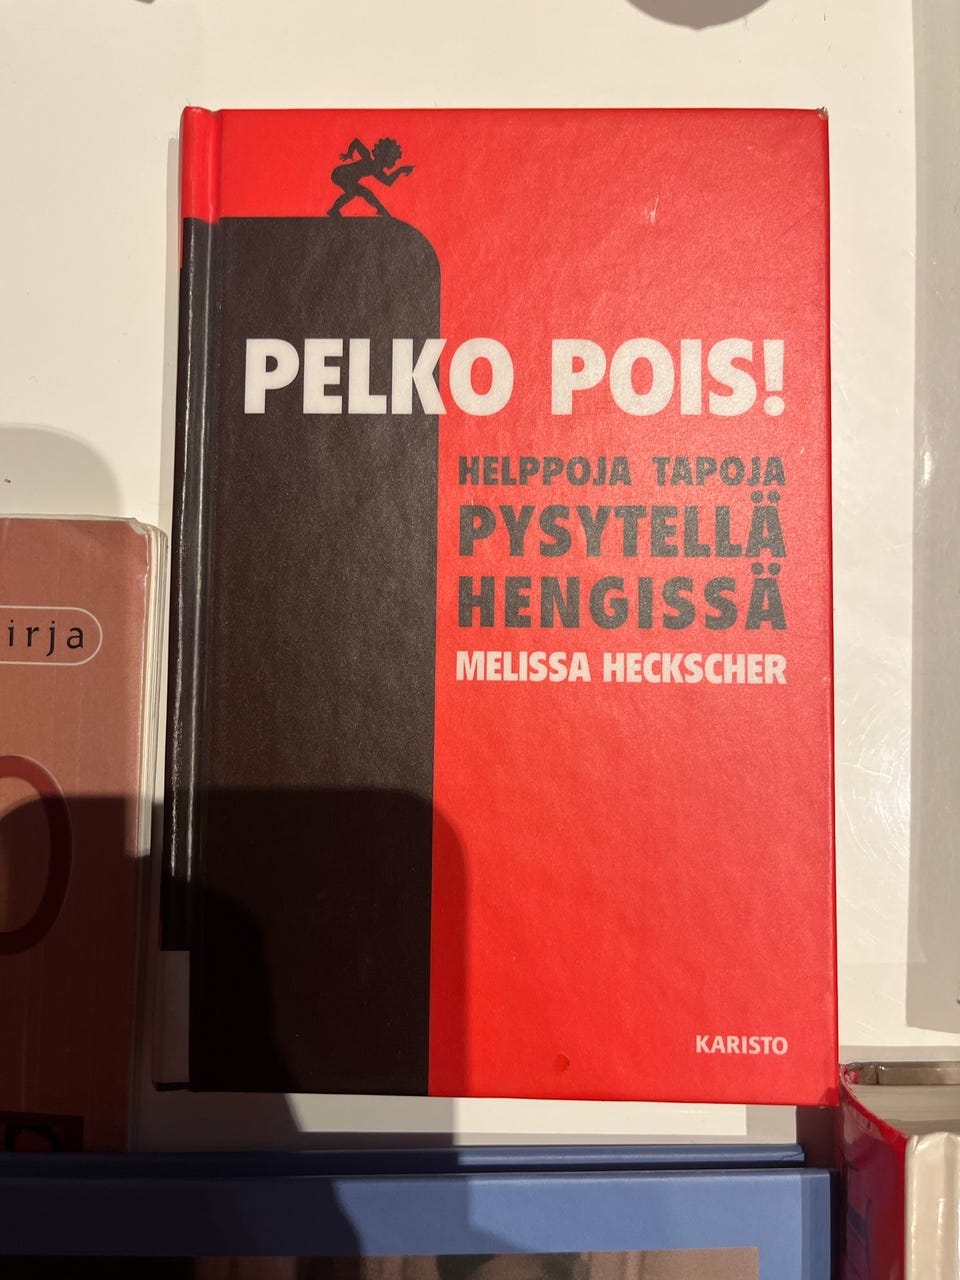 PELKO POIS!
HELPPOJA TAPOJA
PYSYTELLÄ
HENGISSÄ
MELISSA HECKSCHER
KARISTO
irja